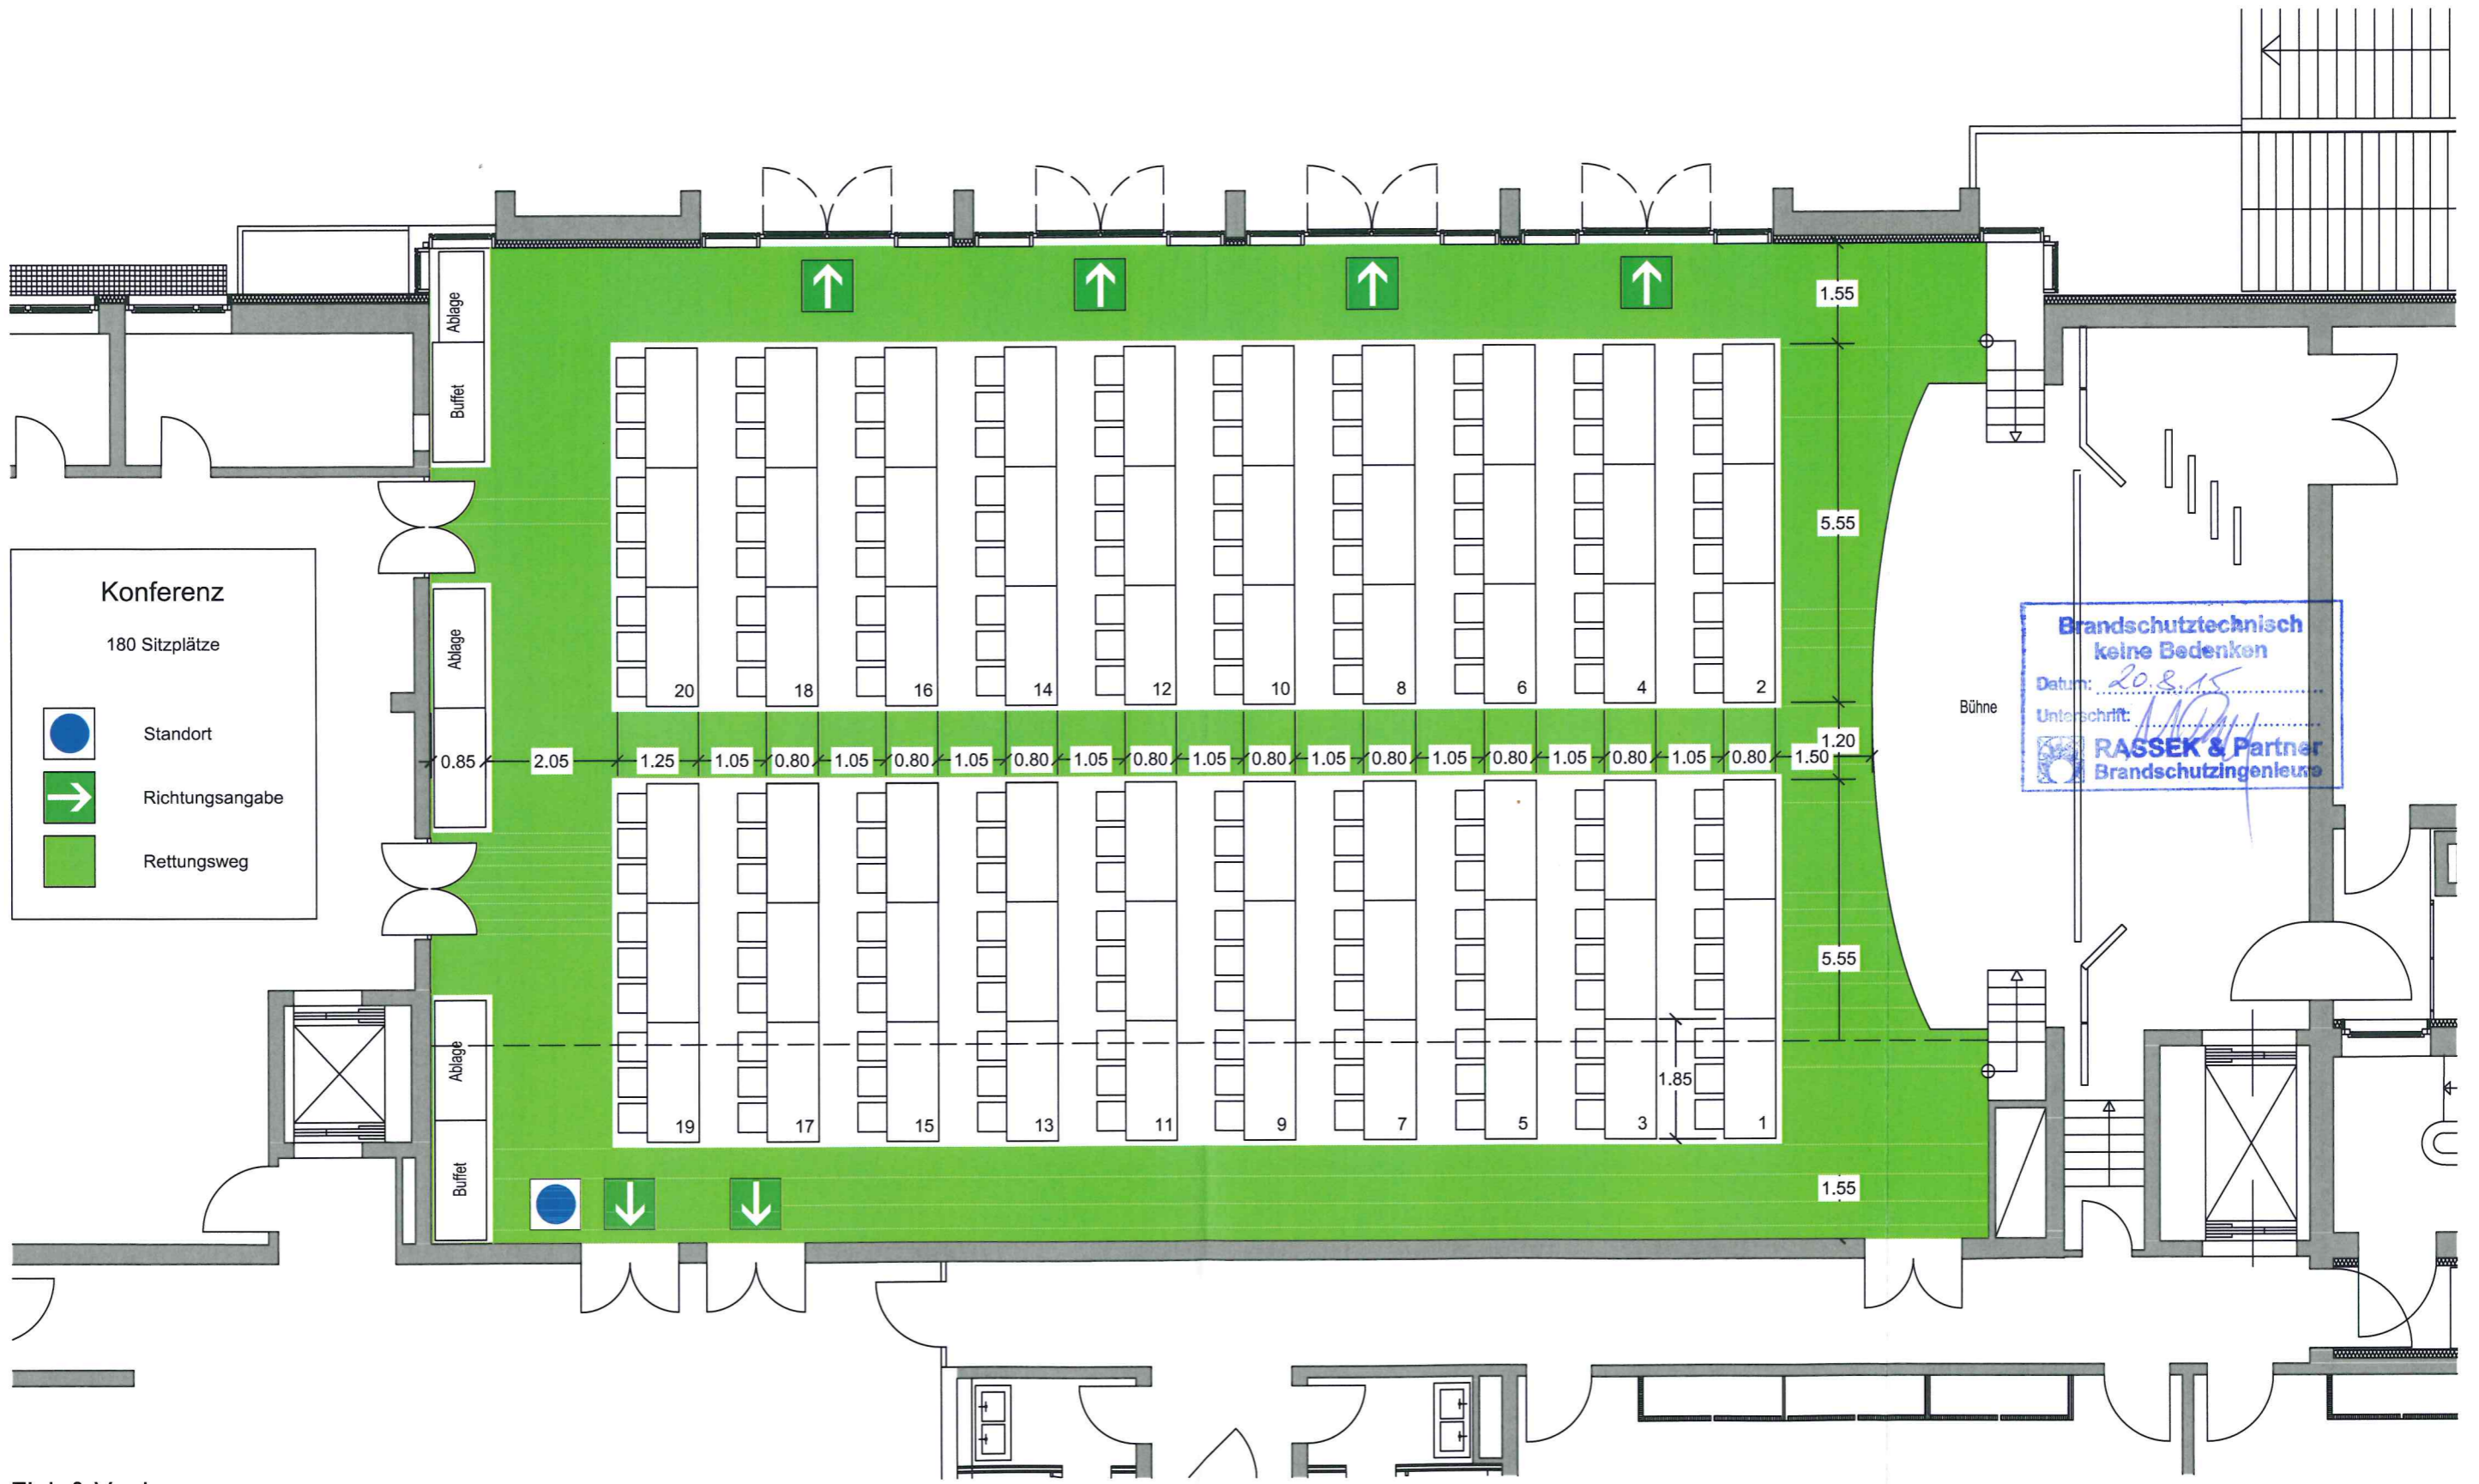 1.55
Ablage
Buffet
5.55
Konferenz
180 Sitzplätze
Standort
Richtungsangabe
Rettungsweg
Ablage
20
18
16
14
12
10
8
6
4
2
Bühne
Brandschutztechnisch
keine Bedenken
Datum: 20.8.15
Unterschrift:
RASSEK & Partner
Brandschutzingenieure
1.20
0.85
2.05
1.25
1.05
0.80
1.05
0.80
1.05
0.80
1.05
0.80
1.05
0.80
1.05
0.80
1.05
0.80
1.05
0.80
1.05
0.80
1.50
5.55
Ablage
1.85
19
17
15
13
11
9
7
5
3
1
Buffet
1.55